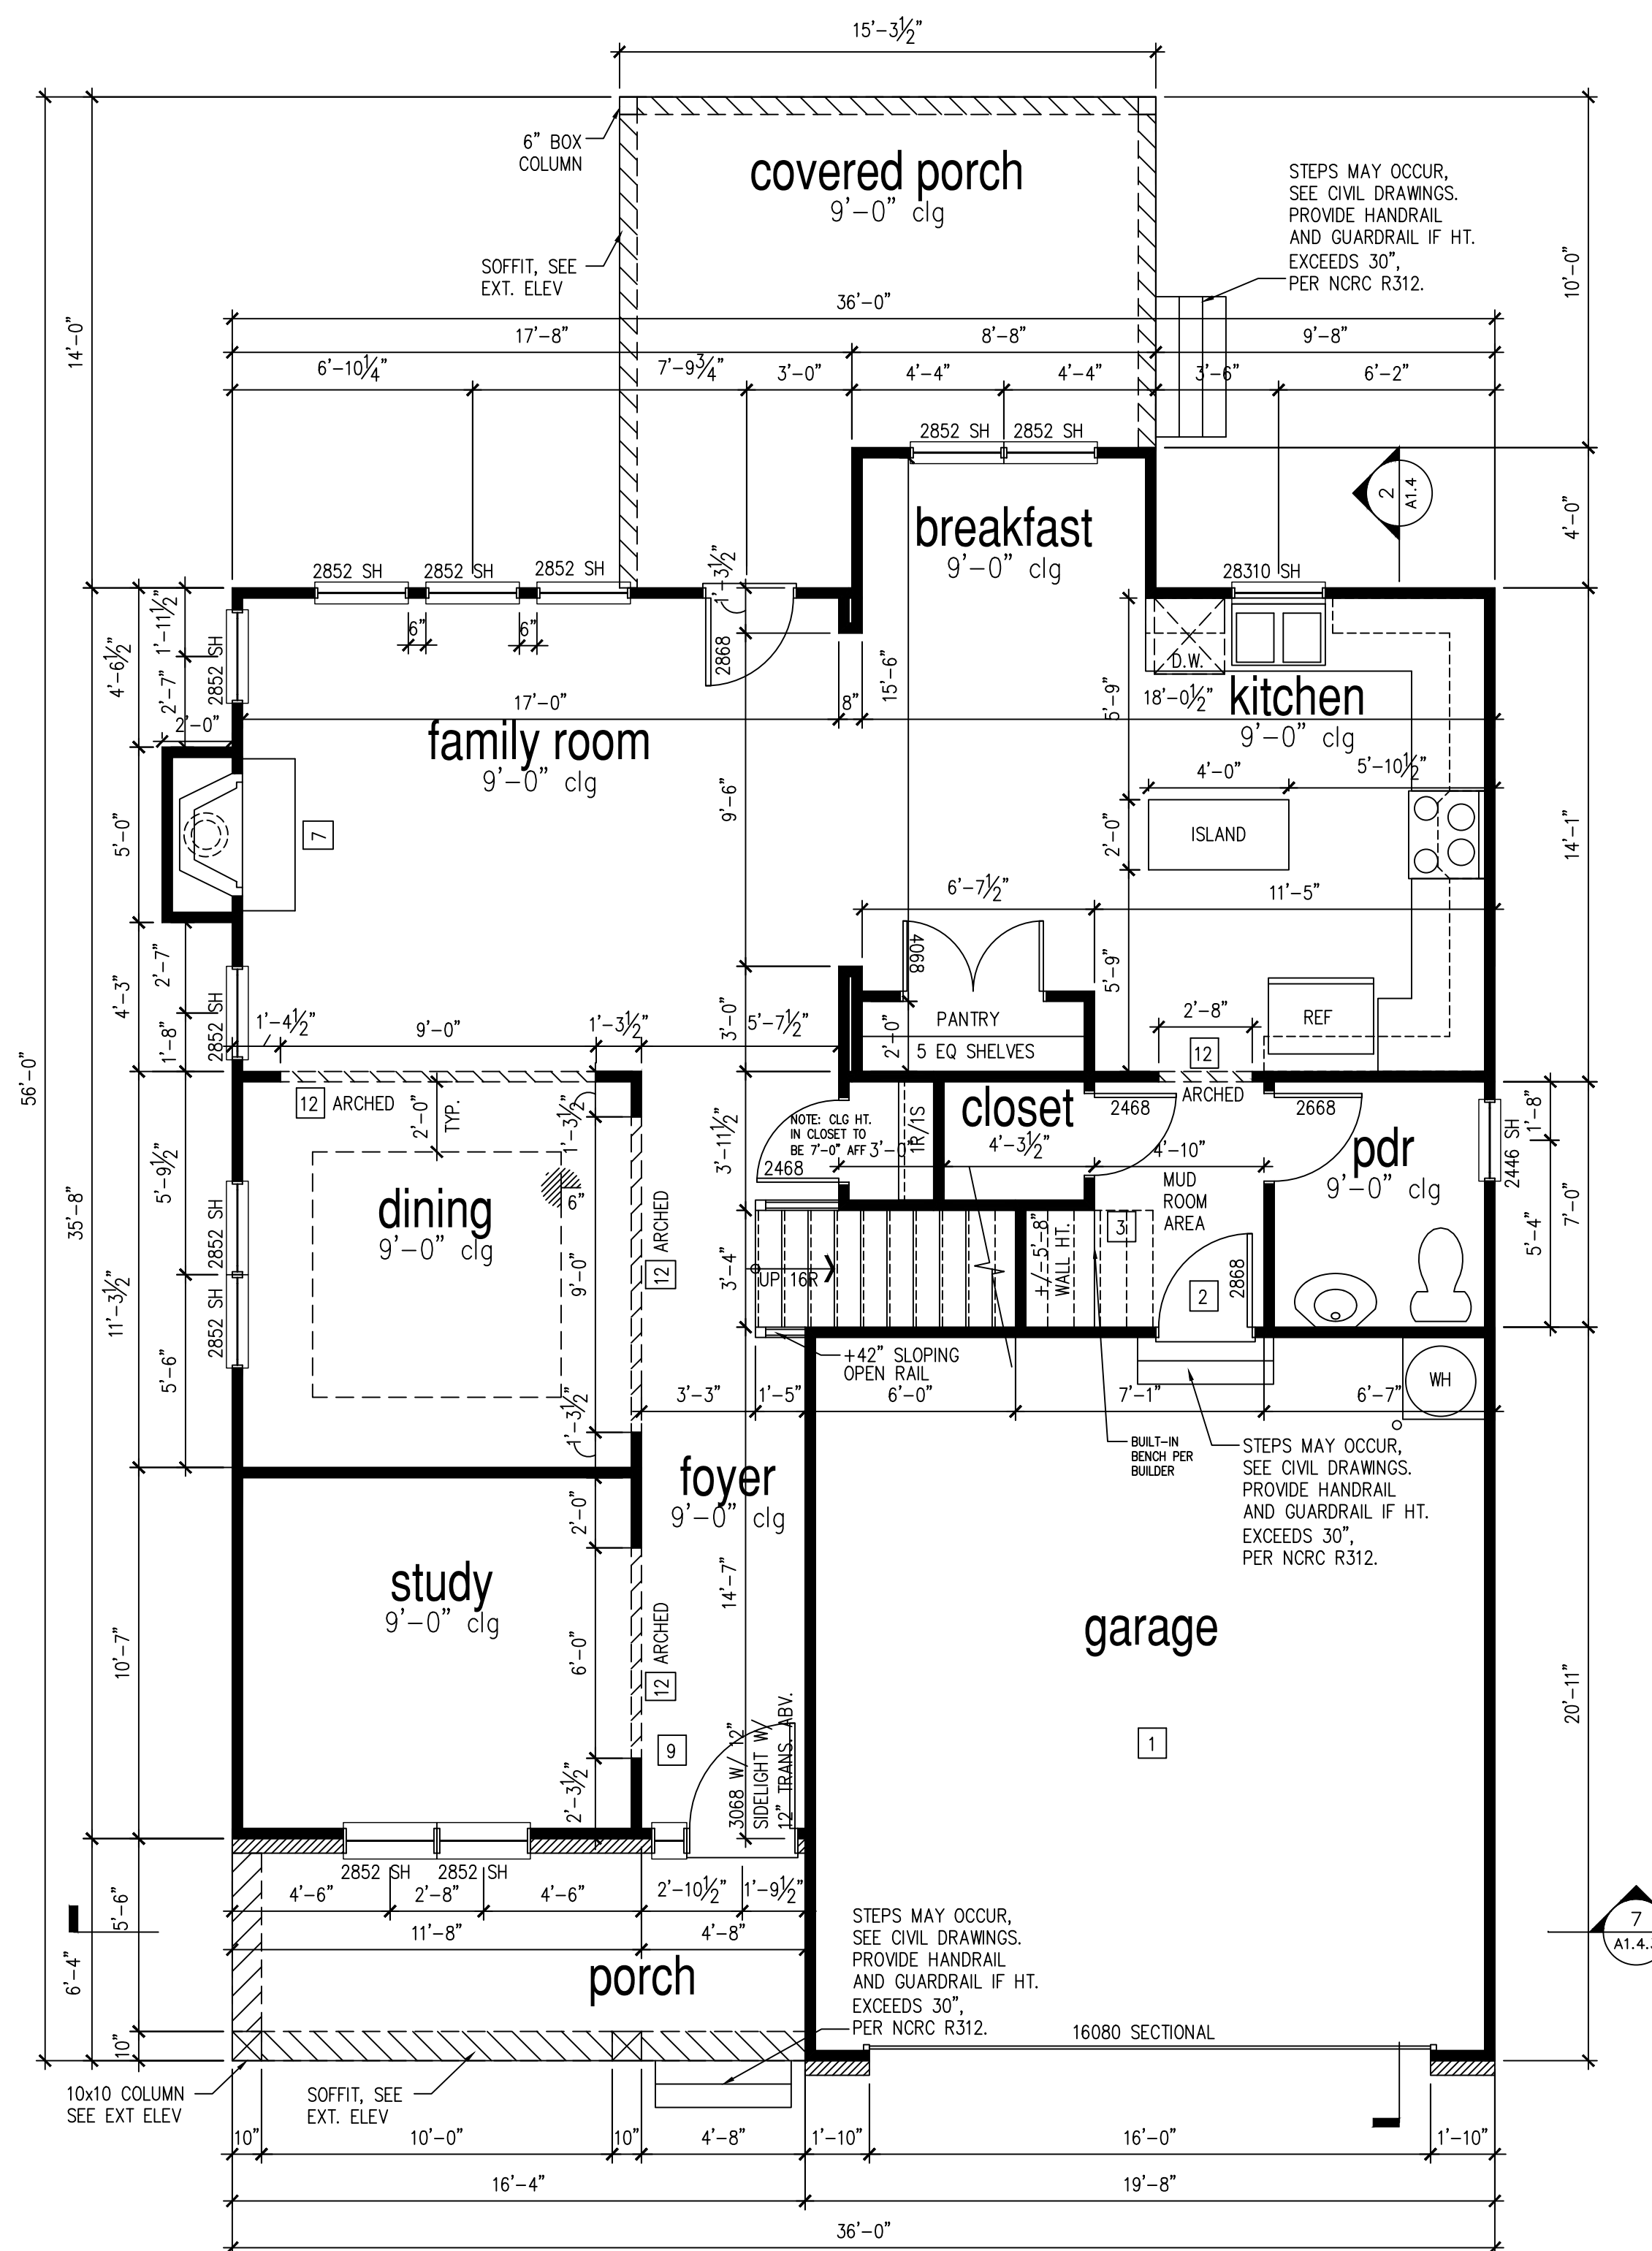 15'-3½"
6" BOX
COLUMN
covered porch
9'-0" clg
STEPS MAY OCCUR,
SEE CIVIL DRAWINGS.
PROVIDE HANDRAIL
AND GUARDRAIL IF HT.
EXCEEDS 30",
PER NCRC R312.
SOFFIT, SEE
EXT. ELEV
10'-0"
14'-0"
36'-0"
17'-8"
8'-8"
9'-8"
6'-10¼"
7'-9¾"
3'-0"
4'-4"
4'-4"
3'-6"
6'-2"
2852 SH
2852 SH
2
A1.4
4'-0"
breakfast
9'-0" clg
2852 SH
2852 SH
2852 SH
28310 SH
1'-3½"
6"
6"
2868
4'-6½"
1'-11½"
2'-7"
2852 SH
2'-0"
15'-6"
D.W.
5'-9"
18'-0½"
kitchen
9'-0" clg
17'-0"
8"
family room
9'-0" clg
4'-0"
5'-10½"
9'-6"
5'-0"
7
2'-0"
ISLAND
14'-1"
6'-7½"
11'-5"
4068
4'-3"
2'-7"
1'-8"
2852 SH
5'-9"
3'-0"
PANTRY
2'-0"
5 EQ SHELVES
2'-8"
REF
12
ARCHED
1'-4½"
9'-0"
1'-3½"
5'-7½"
56'-0"
35'-8"
12
ARCHED
2'-0"
TYP.
1'-3½"
3'-11½"
NOTE: CLG HT.
IN CLOSET TO
BE 7'-0" AFF
3'-0"
1R/1S
2468
closet
4'-3½"
2468
4'-10"
2668
pdr
9'-0" clg
2446 SH
1'-8"
5'-4"
7'-0"
MUD
ROOM
AREA
5'-9½"
dining
9'-0" clg
6"
9'-0"
12
ARCHED
2852 SH
2852 SH
11'-3½"
5'-6"
3'-4"
UP 16R
+/-5'-8"
WALL HT.
3
2
2868
+42" SLOPING
OPEN RAIL
WH
1'-3½"
3'-3"
1'-5"
6'-0"
7'-1"
6'-7"
BUILT-IN
BENCH PER
BUILDER
STEPS MAY OCCUR,
SEE CIVIL DRAWINGS.
PROVIDE HANDRAIL
AND GUARDRAIL IF HT.
EXCEEDS 30",
PER NCRC R312.
foyer
9'-0" clg
2'-0"
study
9'-0" clg
14'-7"
garage
10'-7"
6'-0"
12
ARCHED
9
1
20'-11"
2'-3½"
3068 W/ 12"
SIDELIGHT W/
12" TRANS. ABV.
2852 SH
2852 SH
4'-6"
2'-8"
4'-6"
2'-10½"
1'-9½"
11'-8"
4'-8"
5'-6"
6'-4"
10"
porch
STEPS MAY OCCUR,
SEE CIVIL DRAWINGS.
PROVIDE HANDRAIL
AND GUARDRAIL IF HT.
EXCEEDS 30",
PER NCRC R312.
7
A1.4.
16080 SECTIONAL
10x10 COLUMN
SEE EXT ELEV
SOFFIT, SEE
EXT. ELEV
10"
10'-0"
10"
4'-8"
1'-10"
16'-0"
1'-10"
16'-4"
19'-8"
36'-0"